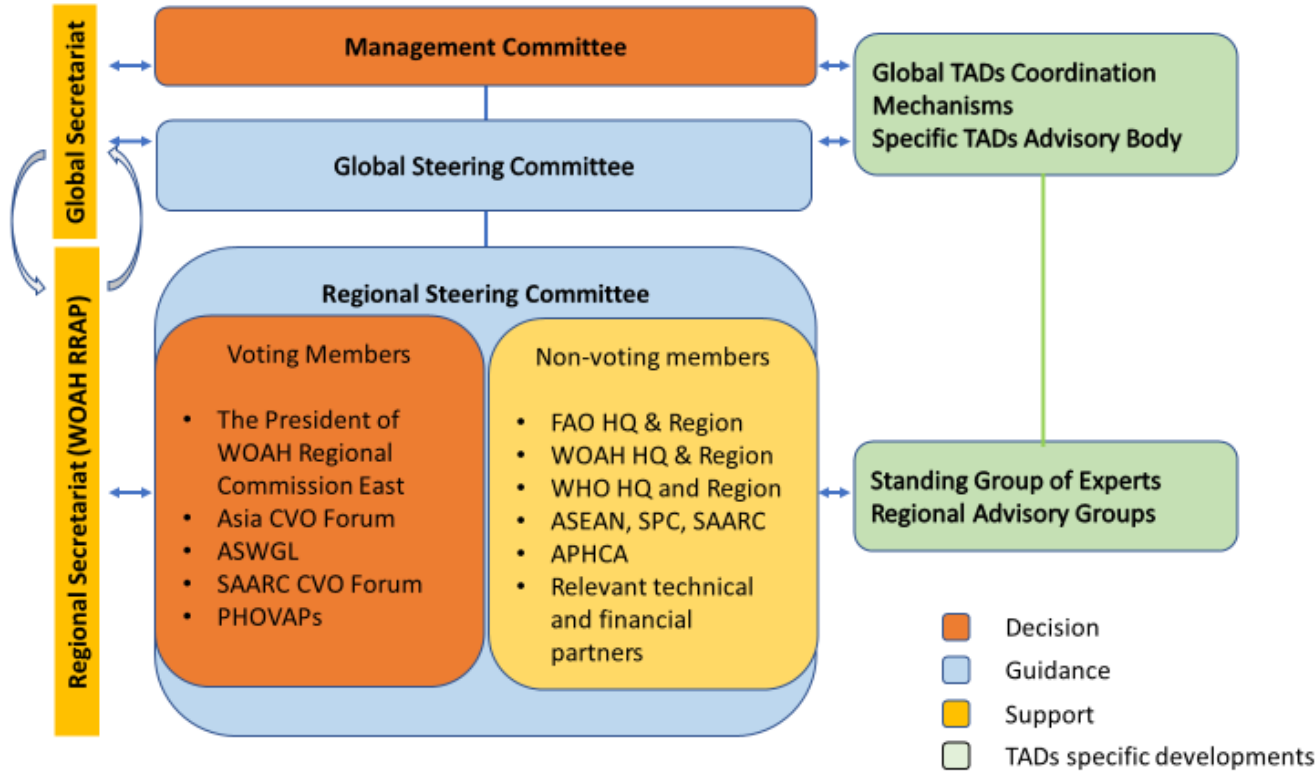 Global Secretariat
Regional Secretariat (WOAH RRAP)
Management Committee
Global Steering Committee
Regional Steering Committee
Voting Members
• The President of
WOAH Regional
Commission East
• Asia CVO Forum
• ASWGL
• SAARC CVO Forum
• PHOVAPs
Non-voting members
• FAO HQ & Region
• WOAH HQ & Region
• WHO HQ and Region
• ASEAN, SPC, SAARC
• APHCA
• Relevant technical
and financial
partners
Global TADs Coordination
Mechanisms
Specific TADs Advisory Body
Standing Group of Experts
Regional Advisory Groups
Decision
Guidance
Support
TADs specific developments